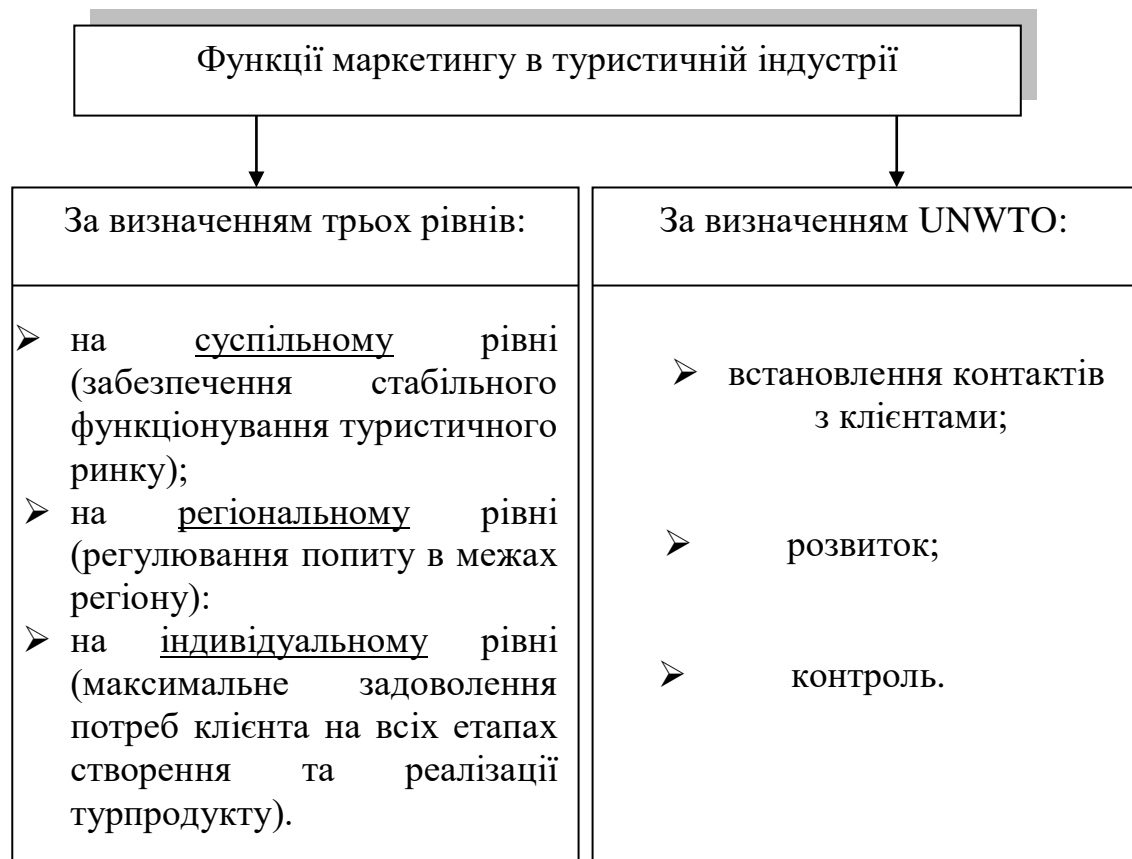 Функції маркетингу в туристичній індустрії
За визначенням трьох рівнів:
➢ на суспільному рівні
(забезпечення стабільного
функціонування туристичного
ринку);
➢ на регіональному рівні
(регулювання попиту в межах
регіону):
➢ на індивідуальному рівні
(максимальне задоволення
потреб клієнта на всіх етапах
створення та реалізації
турпродукту).
За визначенням UNWTO:
➢ встановлення контактів
з клієнтами;
➢ розвиток;
➢ контроль.